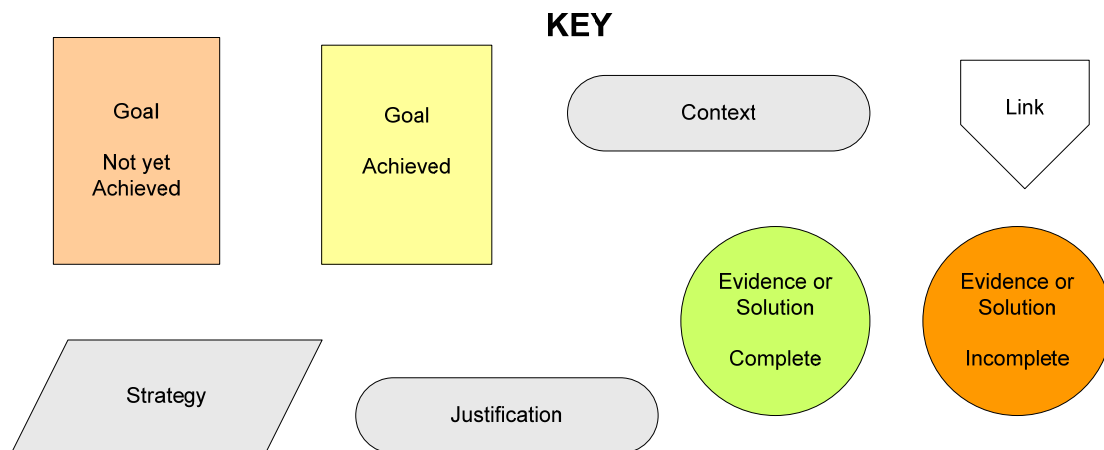 KEY
Goal
Not yet
Achieved
Goal
Achieved
Context
Link
Evidence or
Solution
Complete
Evidence or
Solution
Incomplete
Strategy
Justification